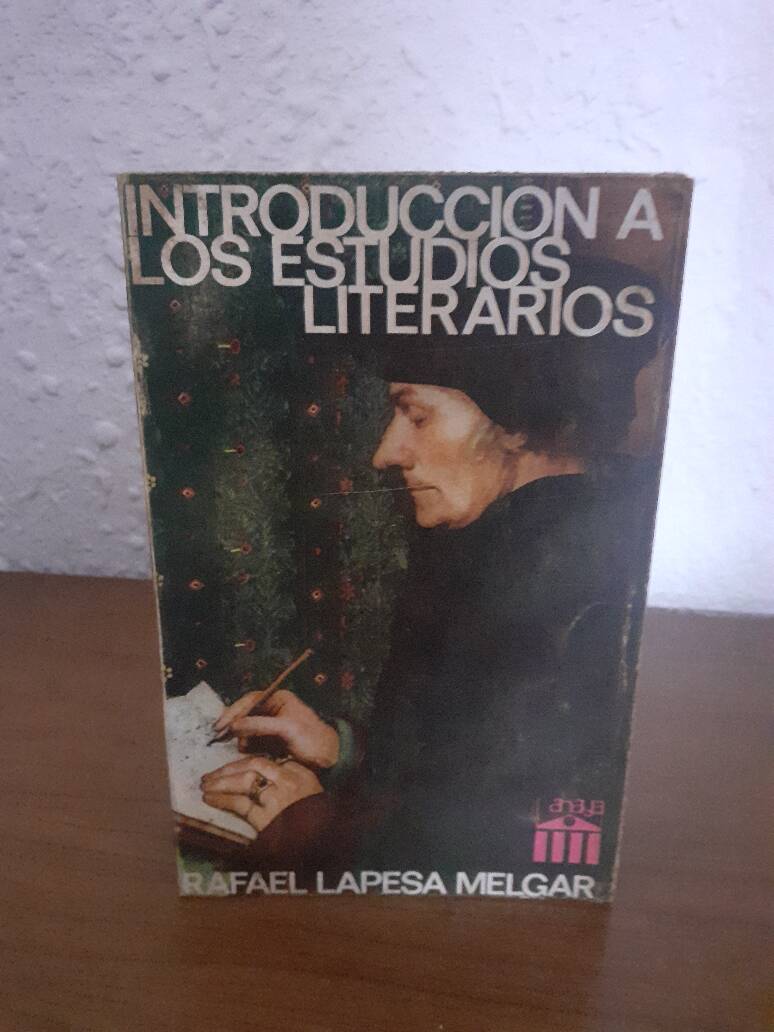 INTRODUCCION A
LOS ESTUDIOS
LITERARIOS
anaya
RAFAEL LAPESA MELGAR